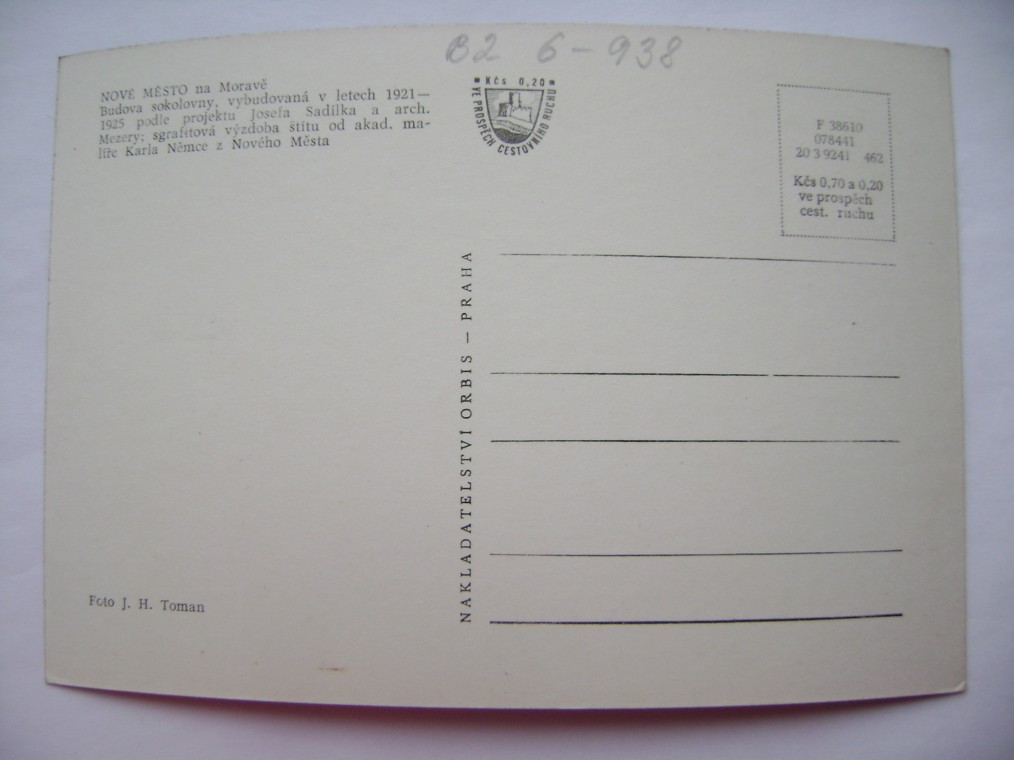 B2 6-938
NOVÉ MĚSTO na Moravě
Budova sokolovny, vybudovaná v letech 1921—
1925 podle projektu Josefa Sadílka a arch.
Mezery; sgrafitová výzdoba štítu od akad. ma-
líře Karla Němce z Nového Města
Kčs 0,20
VE PROSPĚCH CESTOVNÍHO RUCHU
F 38610
078441
20 3 9241 462
Kčs 0,70 a 0,20
ve prospěch
cest. ruchu
NAKLADATELSTVÍ ORBIS — PRAHA
Foto J. H. Toman